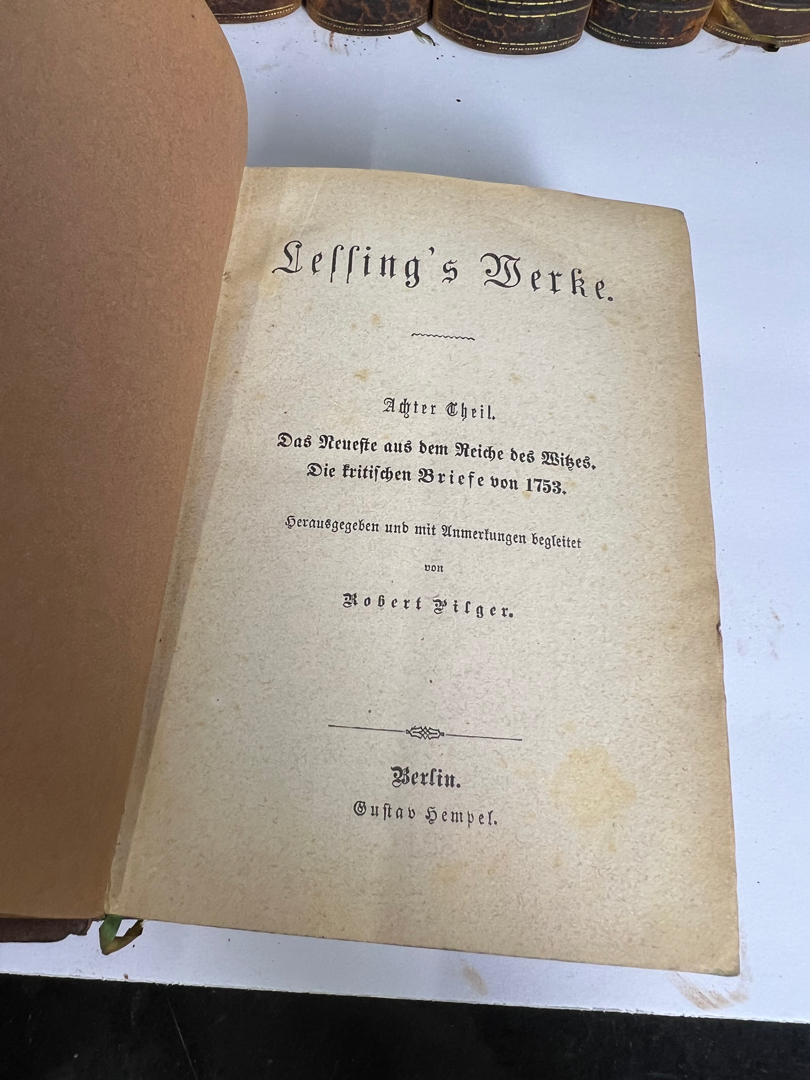 Lessing's Werke.
Achter Theil.
Das Neueste aus dem Reiche des Witzes.
Die kritischen Briefe von 1753.
Herausgegeben und mit Anmerkungen begleitet
von
Robert Pilger.
Berlin.
Gustav Hempel.